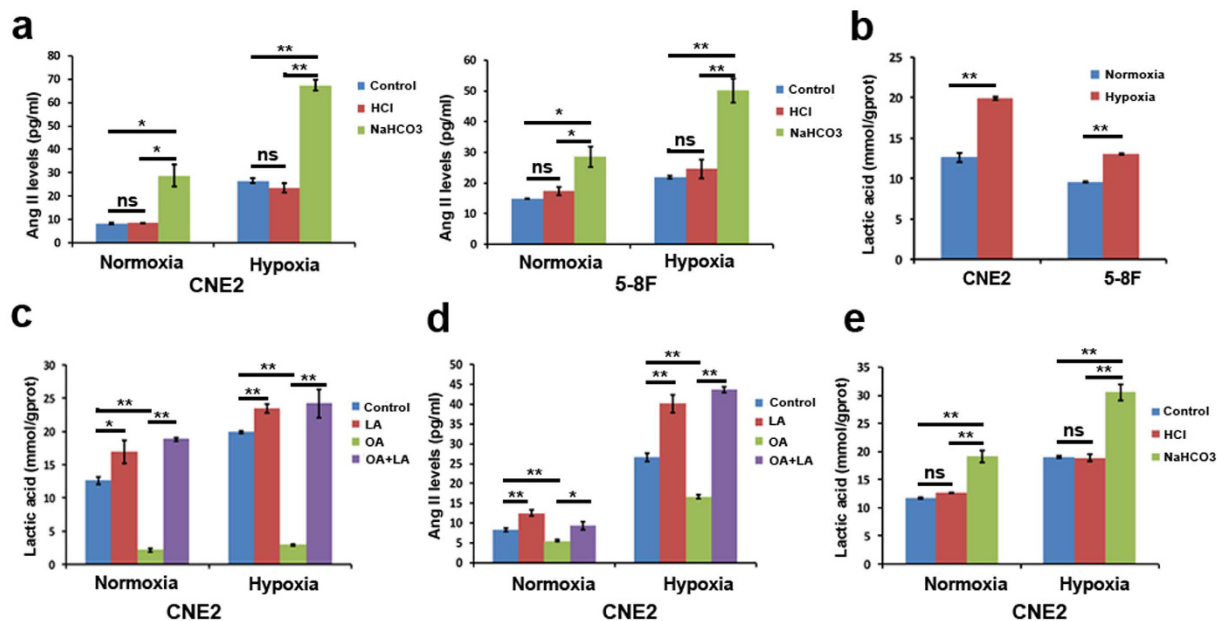 a
Ang II levels (pg/ml)
80
70
60
50
40
30
20
10
0
**
**
*
*
ns
ns
Control
HCl
NaHCO3
Normoxia
Hypoxia
CNE2
Ang II levels (pg/ml)
60
50
40
30
20
10
0
**
**
*
*
ns
ns
Control
HCl
NaHCO3
Normoxia
Hypoxia
5-8F
b
Lactic acid (mmol/gprot)
25
20
15
10
5
0
**
**
Normoxia
Hypoxia
CNE2
5-8F
c
Lactic acid (mmol/gprot)
30
25
20
15
10
5
0
**
**
*
**
**
**
Control
LA
OA
OA+LA
Normoxia
Hypoxia
CNE2
d
Ang II levels (pg/ml)
50
45
40
35
30
25
20
15
10
5
0
**
**
*
**
**
**
Control
LA
OA
OA+LA
Normoxia
Hypoxia
CNE2
e
Lactic acid (mmol/gprot)
35
30
25
20
15
10
5
0
**
**
ns
**
**
ns
Control
HCl
NaHCO3
Normoxia
Hypoxia
CNE2